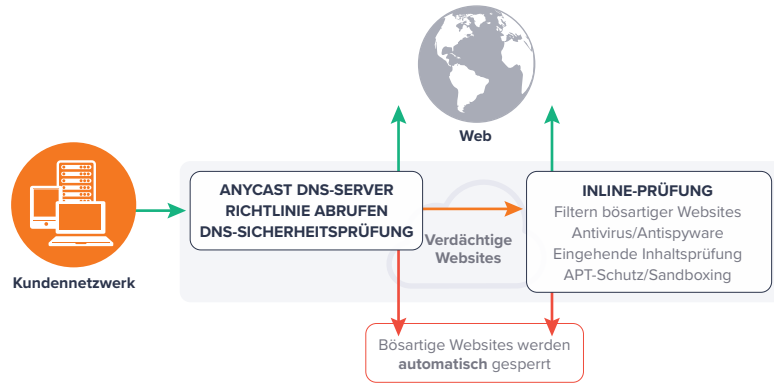 Web
Kundennetzwerk
ANYCAST DNS-SERVER
RICHTLINIE ABRUFEN
DNS-SICHERHEITSPRÜFUNG
Verdächtige
Websites
INLINE-PRÜFUNG
Filtern bösartiger Websites
Antivirus/Antispyware
Eingehende Inhaltsprüfung
APT-Schutz/Sandboxing
Bösartige Websites werden
automatisch gesperrt